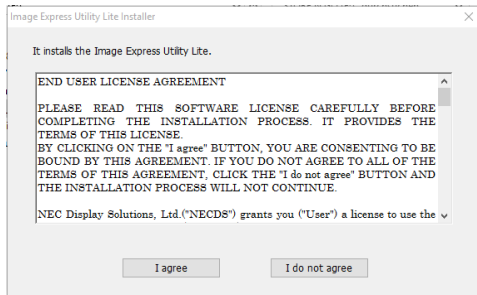 Image Express Utility Lite Installer
It installs the Image Express Utility Lite.
END USER LICENSE AGREEMENT
PLEASE READ THIS SOFTWARE LICENSE CAREFULLY BEFORE
COMPLETING THE INSTALLATION PROCESS. IT PROVIDES THE
TERMS OF THIS LICENSE.
BY CLICKING ON THE "I agree" BUTTON, YOU ARE CONSENTING TO BE
BOUND BY THIS AGREEMENT. IF YOU DO NOT AGREE TO ALL OF THE
TERMS OF THIS AGREEMENT, CLICK THE "I do not agree" BUTTON AND
THE INSTALLATION PROCESS WILL NOT CONTINUE.
NEC Display Solutions, Ltd.("NECDS") grants you ("User") a license to use the
I agree
I do not agree